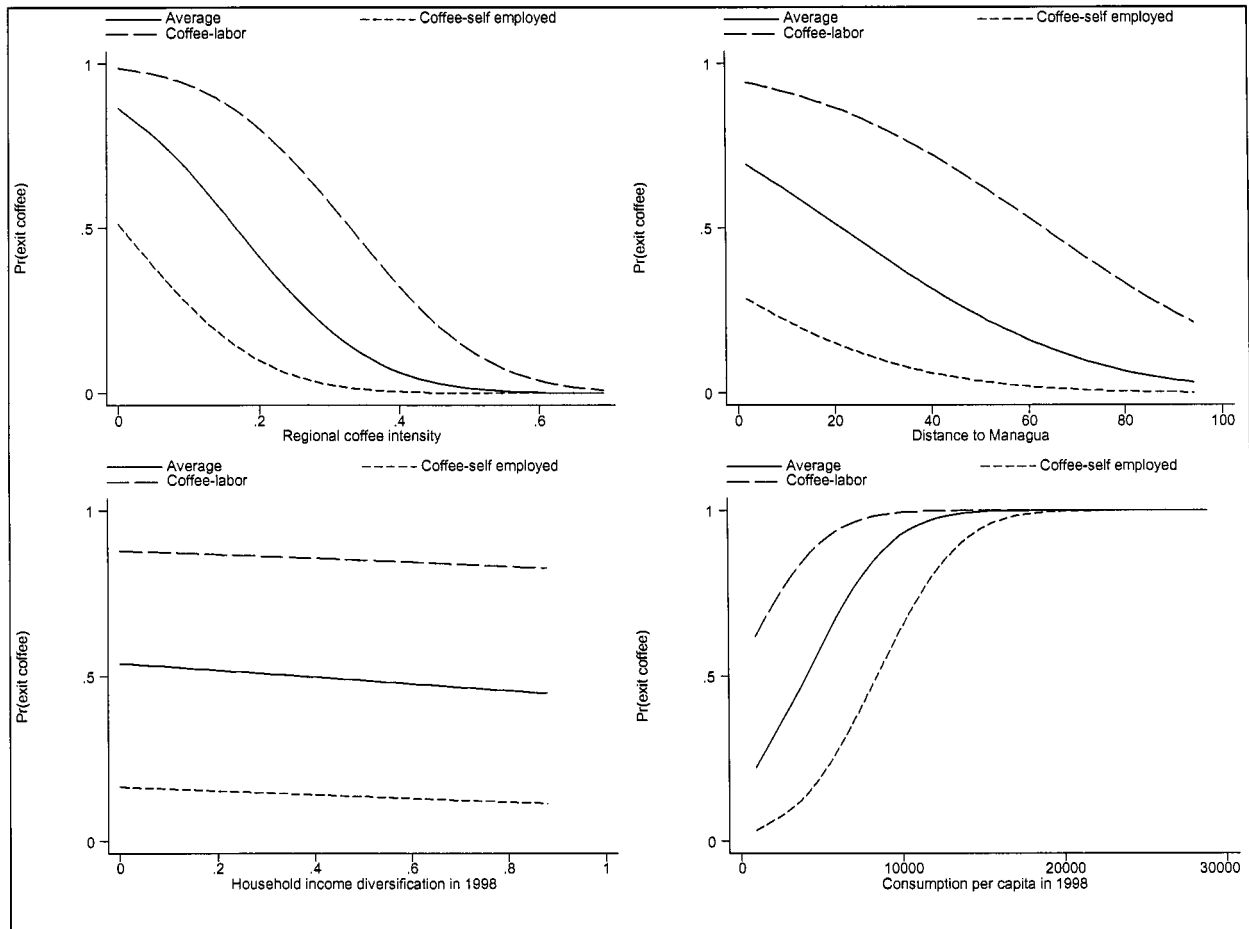 Average Coffee-self employed
Coffee-labor
1
.5
0
Pr(exit coffee)
0 .2 .4 .6
Regional coffee intensity
Average Coffee-self employed
Coffee-labor
1
.5
0
Pr(exit coffee)
0 20 40 60 80 100
Distance to Managua
Average Coffee-self employed
Coffee-labor
1
.5
0
Pr(exit coffee)
0 .2 .4 .6 .8 1
Household income diversification in 1998
Average Coffee-self employed
Coffee-labor
1
.5
0
Pr(exit coffee)
0 10000 20000 30000
Consumption per capita in 1998